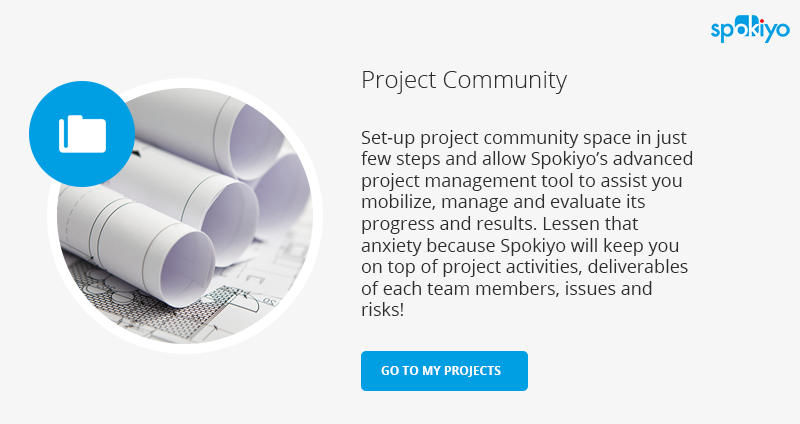 spokiyo
Project Community
Set-up project community space in just
few steps and allow Spokiyo’s advanced
project management tool to assist you
mobilize, manage and evaluate its
progress and results. Lessen that
anxiety because Spokiyo will keep you
on top of project activities, deliverables
of each team members, issues and
risks!
GO TO MY PROJECTS